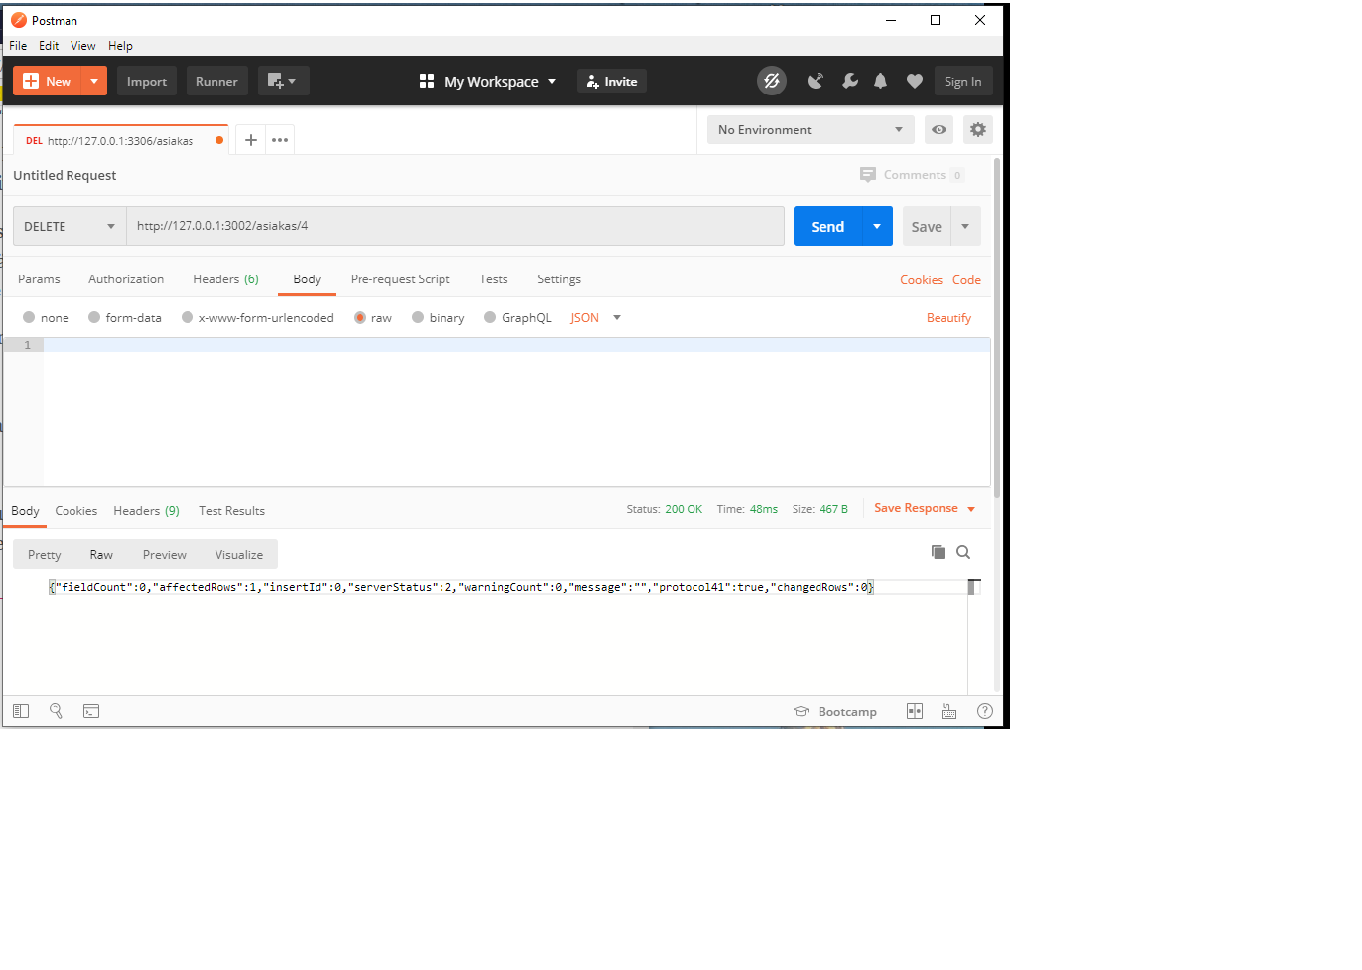 Postman
File Edit View Help
New Import Runner My Workspace Invite Sign In
DEL http://127.0.0.1:3306/asiakas No Environment
Untitled Request Comments 0
DELETE http://127.0.0.1:3002/asiakas/4 Send Save
Params Authorization Headers (6) Body Pre-request Script Tests Settings Cookies Code
none form-data x-www-form-urlencoded raw binary GraphQL JSON Beautify
1
Body Cookies Headers (9) Test Results Status: 200 OK Time: 48ms Size: 467 B Save Response
Pretty Raw Preview Visualize
{"fieldCount":0,"affectedRows":1,"insertId":0,"serverStatus":2,"warningCount":0,"message":"","protocol41":true,"changedRows":0}
Bootcamp